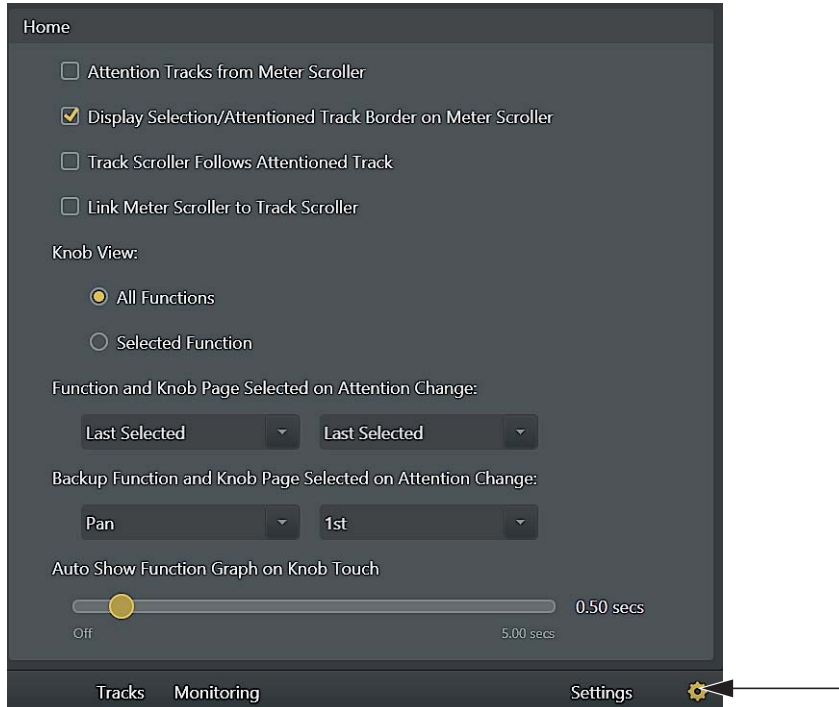 Home
Attention Tracks from Meter Scroller
Display Selection/Attentioned Track Border on Meter Scroller
Track Scroller Follows Attentioned Track
Link Meter Scroller to Track Scroller
Knob View:
All Functions
Selected Function
Function and Knob Page Selected on Attention Change:
Last Selected Last Selected
Backup Function and Knob Page Selected on Attention Change:
Pan 1st
Auto Show Function Graph on Knob Touch
0.50 secs
Off 5.00 secs
Tracks Monitoring Settings